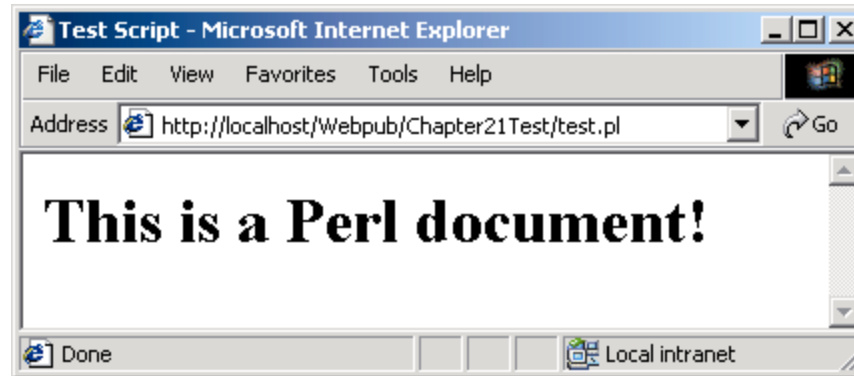 Test Script - Microsoft Internet Explorer
File Edit View Favorites Tools Help
Address http://localhost/Webpub/Chapter21Test/test.pl Go
This is a Perl document!
Done Local intranet